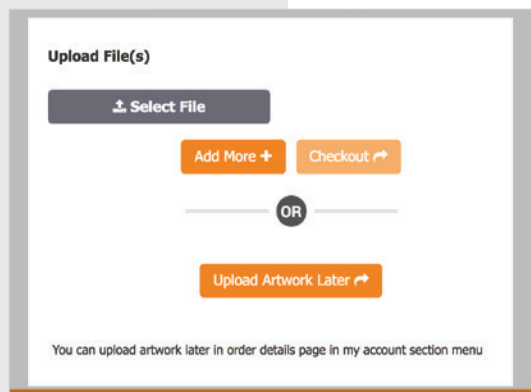 Upload File(s)
Select File
Add More
Checkout
OR
Upload Artwork Later
You can upload artwork later in order details page in my account section menu